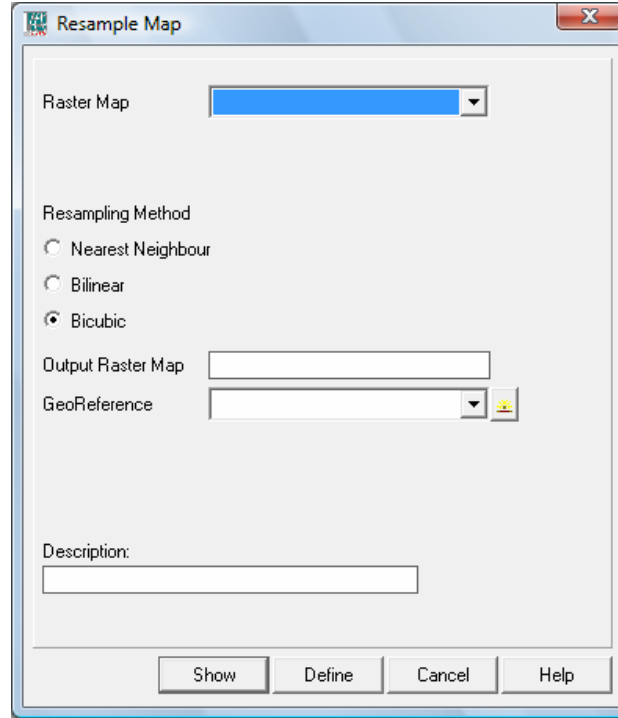 Resample Map
Raster Map
Resampling Method
Nearest Neighbour
Bilinear
Bicubic
Output Raster Map
GeoReference
Description:
Show Define Cancel Help